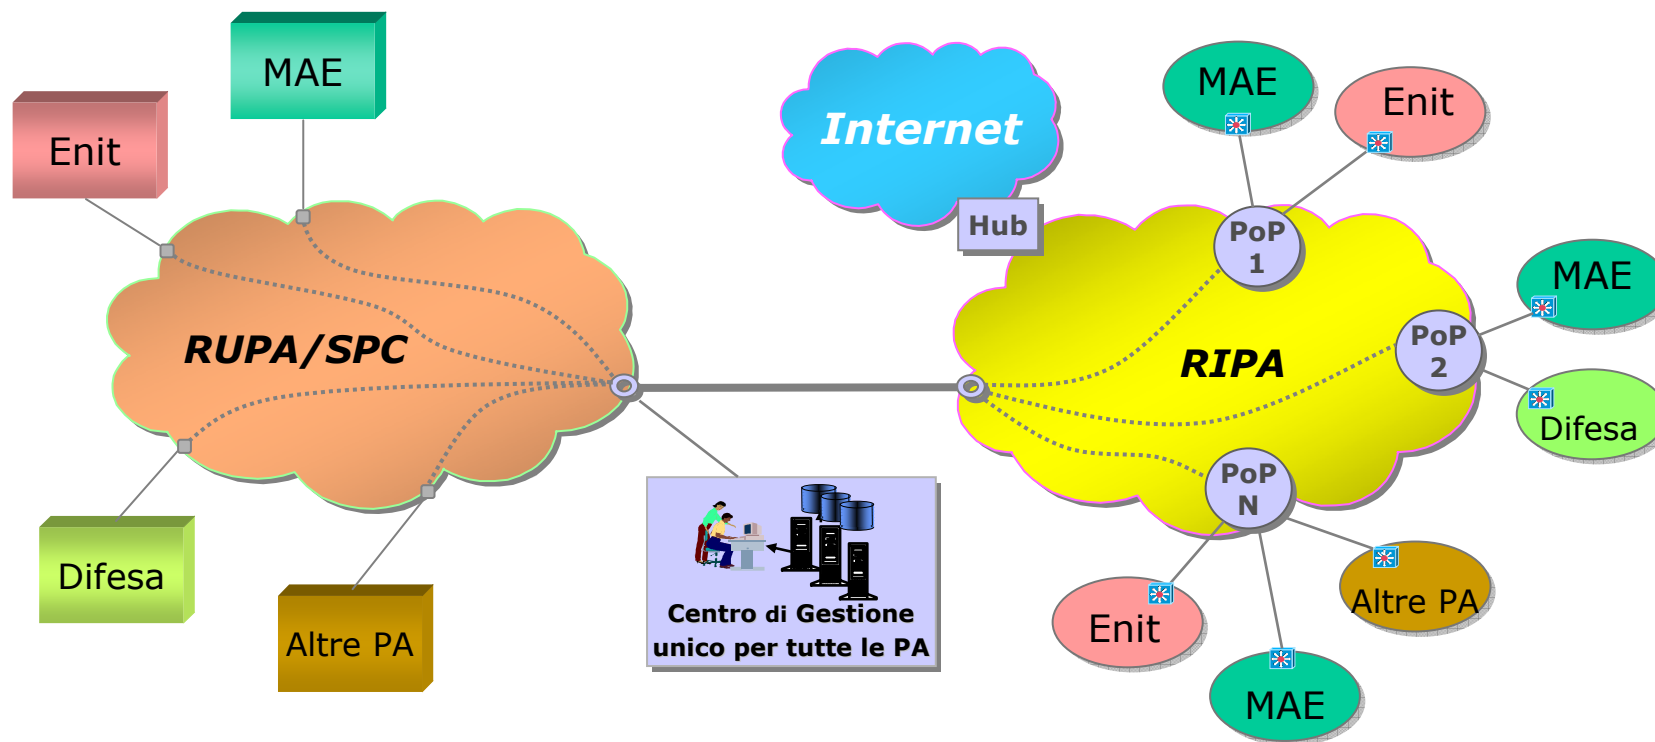 MAE
Enit
RUPA/SPC
Difesa
Altre PA
Internet
Hub
MAE
Enit
PoP
1
MAE
PoP
2
Difesa
RIPA
PoP
N
Enit
MAE
Altre PA
Centro di Gestione
unico per tutte le PA